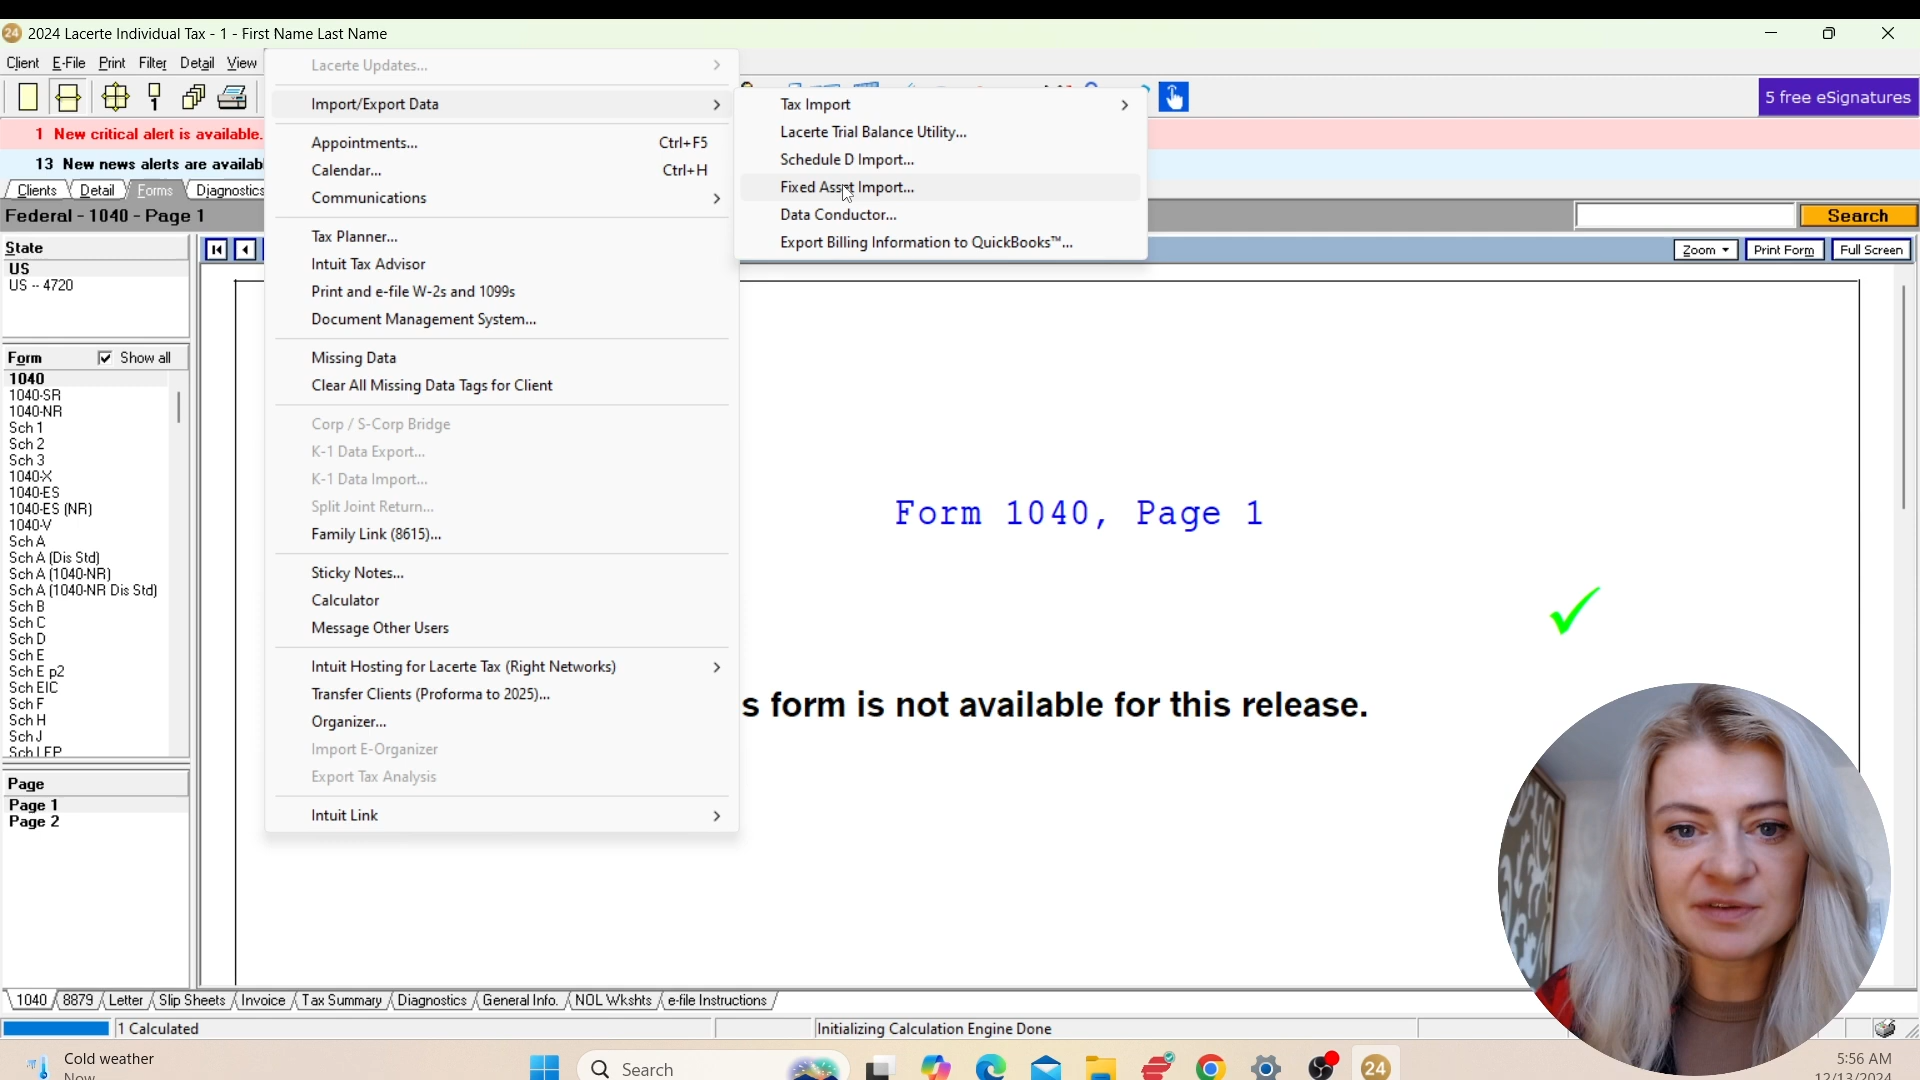 24 2024 Lacerte Individual Tax - 1 - First Name Last Name
Client E-File Print Filter Detail View
1
5 free eSignatures
1 New critical alert is available.
13 New news alerts are availab
Clients Detail Forms Diagnostics
Federal - 1040 - Page 1
Search
State
US
US -- 4720
Zoom
Print Form
Full Screen
Form Show all
1040
1040-SR
1040-NR
Sch 1
Sch 2
Sch 3
1040-X
1040-ES
1040-ES (NR)
1040-V
Sch A
Sch A (Dis Std)
Sch A (1040-NR)
Sch A (1040-NR Dis Std)
Sch B
Sch C
Sch D
Sch E
Sch E p2
Sch EIC
Sch F
Sch H
Sch J
Sch LEP
Page
Page 1
Page 2
Lacerte Updates...
Import/Export Data
Appointments... Ctrl+F5
Calendar... Ctrl+H
Communications
Tax Planner...
Intuit Tax Advisor
Print and e-file W-2s and 1099s
Document Management System...
Missing Data
Clear All Missing Data Tags for Client
Corp / S-Corp Bridge
K-1 Data Export...
K-1 Data Import...
Split Joint Return...
Family Link (8615)...
Sticky Notes...
Calculator
Message Other Users
Intuit Hosting for Lacerte Tax (Right Networks)
Transfer Clients (Proforma to 2025)...
Organizer...
Import E-Organizer
Export Tax Analysis
Intuit Link
Tax Import
Lacerte Trial Balance Utility...
Schedule D Import...
Fixed Asset Import...
Data Conductor...
Export Billing Information to QuickBooks™...
Form 1040, Page 1
s form is not available for this release.
1040 8879 Letter Slip Sheets Invoice Tax Summary Diagnostics General Info. NOL Wkshts e-file Instructions
1 Calculated
Initializing Calculation Engine Done
Cold weather
Now
Search
24
5:56 AM
12/13/2024